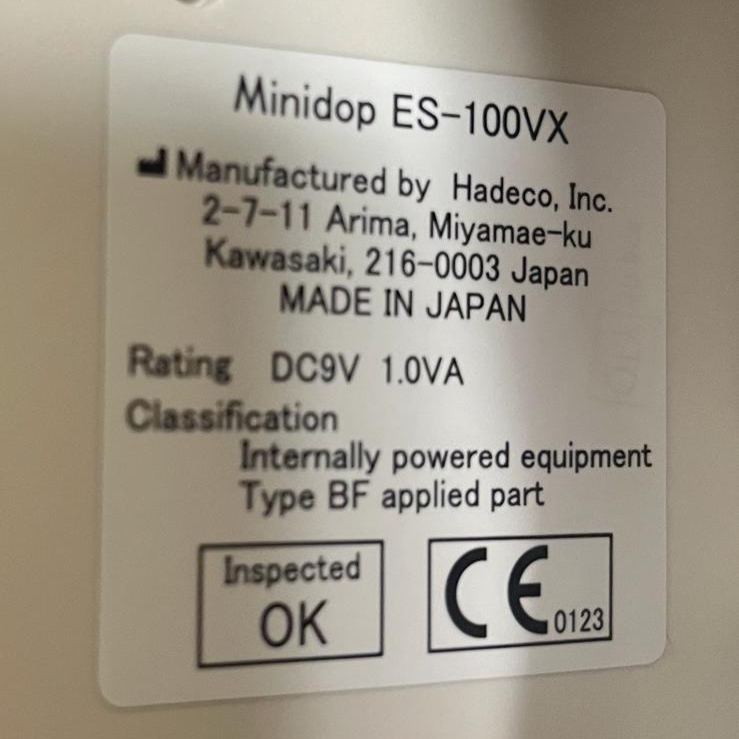 Minidop ES-100VX
Manufactured by Hadeco, Inc.
2-7-11 Arima, Miyamae-ku
Kawasaki, 216-0003 Japan
MADE IN JAPAN
Rating DC9V 1.0VA
Classification
Internally powered equipment
Type BF applied part
Inspected
OK
CE 0123